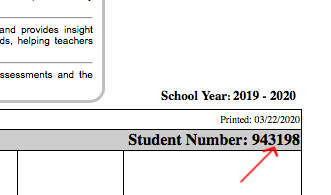 and provides insight
ds, helping teachers
ssessments and the
School Year: 2019 - 2020
Printed: 03/22/2020
Student Number: 943198